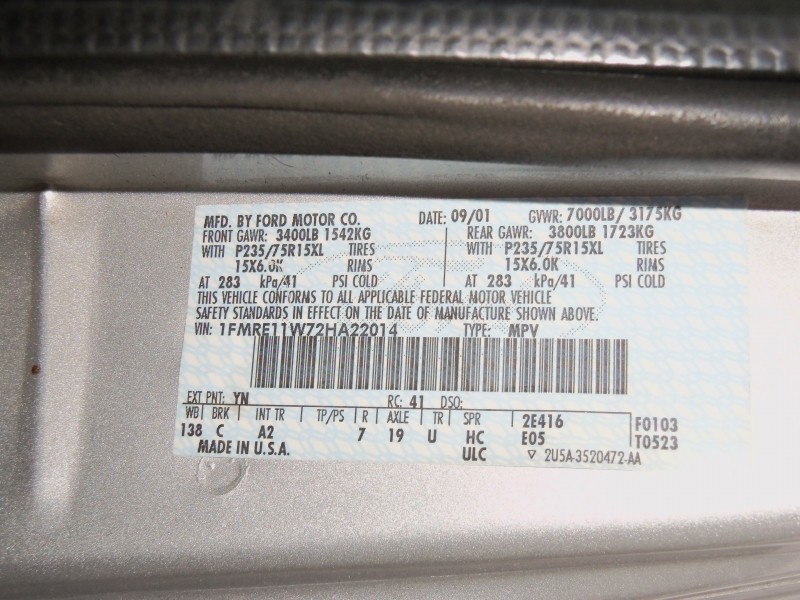 MFD. BY FORD MOTOR CO. DATE: 09/01 GVWR: 7000LB/ 3175KG
FRONT GAWR: 3400LB 1542KG REAR GAWR: 3800LB 1723KG
WITH P235/75R15XL TIRES WITH P235/75R15XL TIRES
15X6.0K RIMS 15X6.0K RIMS
AT 283 kPa/41 PSI COLD AT 283 kPa/41 PSI COLD
THIS VEHICLE CONFORMS TO ALL APPLICABLE FEDERAL MOTOR VEHICLE
SAFETY STANDARDS IN EFFECT ON THE DATE OF MANUFACTURE SHOWN ABOVE.
VIN: 1FMRE11W72HA22014 TYPE: MPV
EXT PNT: YN RC: 41 DSO:
WB BRK INT TR TP/PS R AXLE TR SPR 2E416 F0103
138 C A2 7 19 U HC E05 T0523
MADE IN U.S.A. ULC ▽ 2U5A-3520472-AA